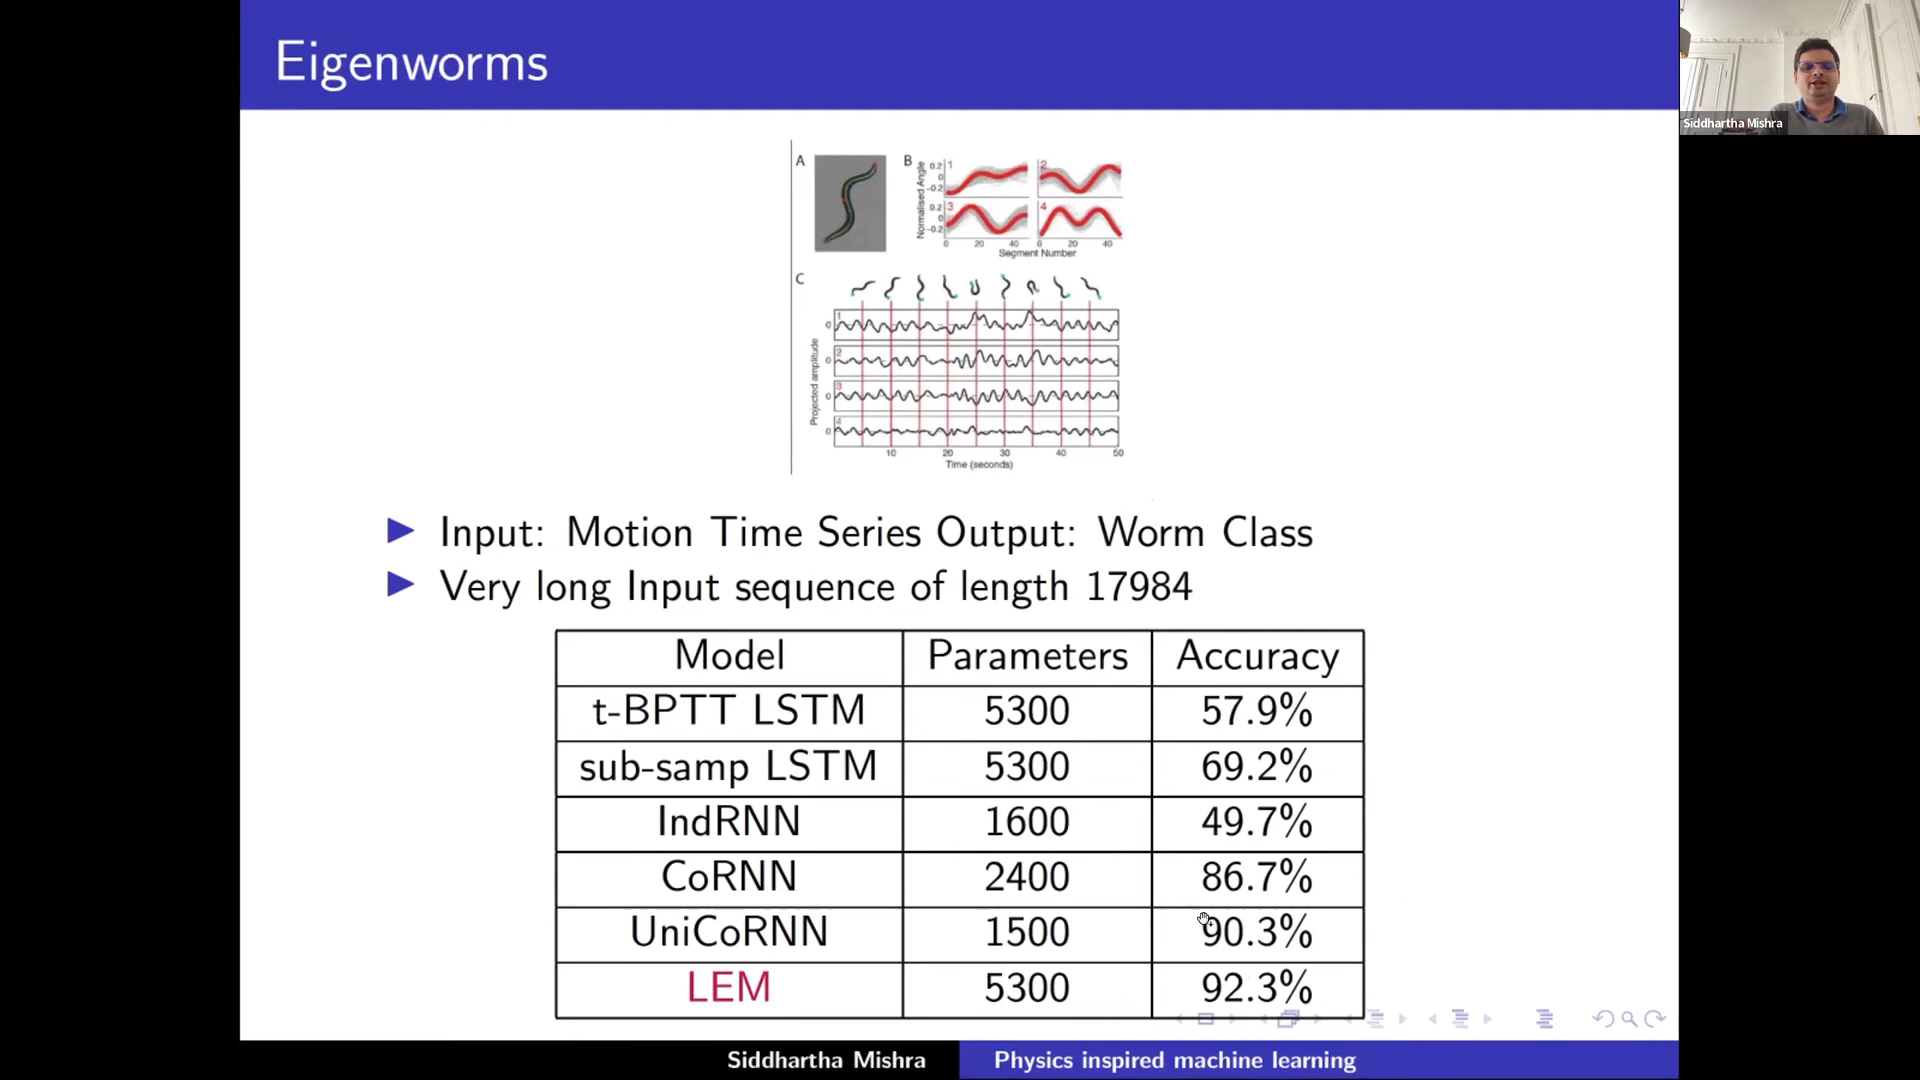 Eigenworms
Siddhartha Mishra
A
B
Normalised Angle
0.2
0
-0.2
0.2
0
-0.2
1
2
3
4
0 20 40 0 20 40
Segment Number
C
Projected amplitude
1
0
2
0
3
0
4
0
10 20 30 40 50
Time (seconds)
Input: Motion Time Series Output: Worm Class
Very long Input sequence of length 17984
Model Parameters Accuracy
t-BPTT LSTM 5300 57.9%
sub-samp LSTM 5300 69.2%
IndRNN 1600 49.7%
CoRNN 2400 86.7%
UniCoRNN 1500 90.3%
LEM 5300 92.3%
Siddhartha Mishra Physics inspired machine learning